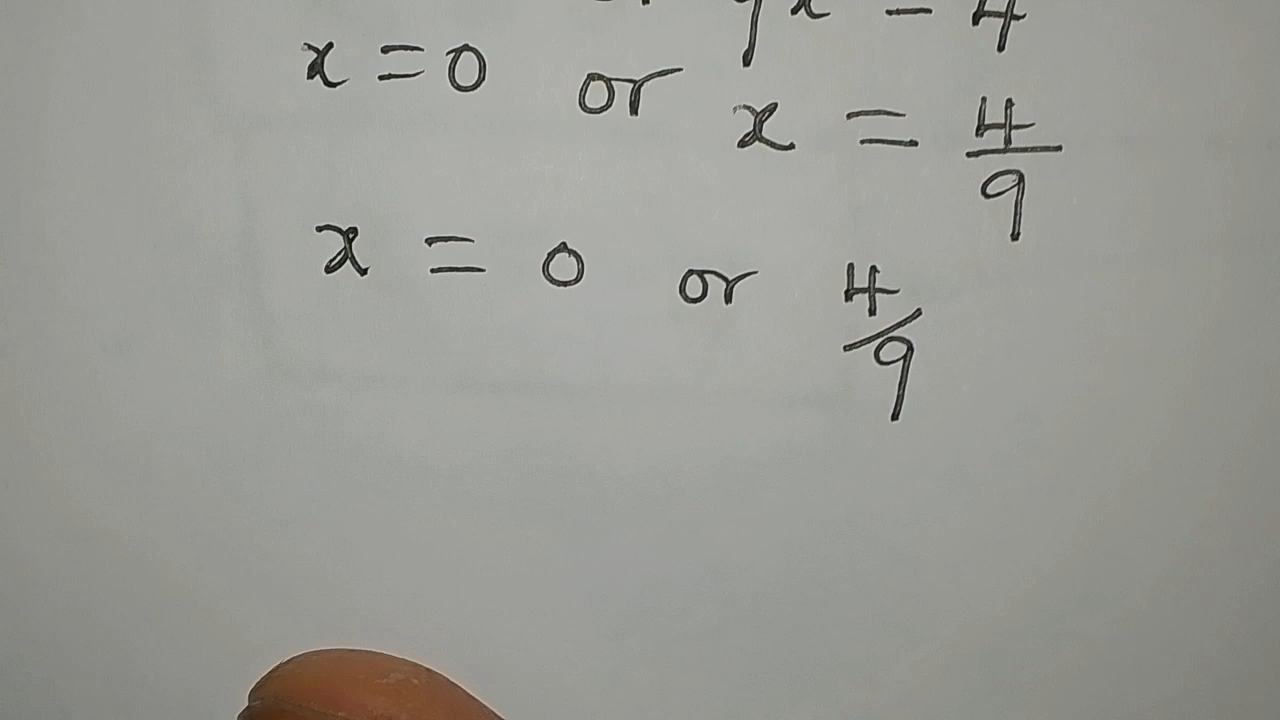 x = 0 or x = 4/9
x = 0 or 4/9